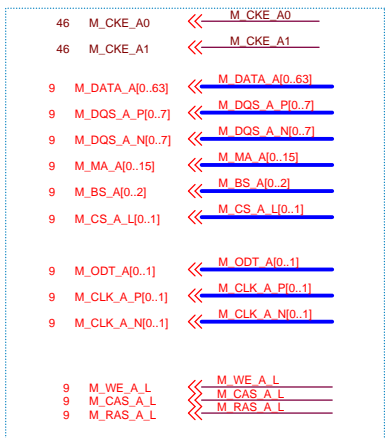 46 M_CKE_A0 M_CKE_A0
46 M_CKE_A1 M_CKE_A1
9 M_DATA_A[0..63] M_DATA_A[0..63]
9 M_DQS_A_P[0..7] M_DQS_A_P[0..7]
9 M_DQS_A_N[0..7] M_DQS_A_N[0..7]
9 M_MA_A[0..15] M_MA_A[0..15]
9 M_BS_A[0..2] M_BS_A[0..2]
9 M_CS_A_L[0..1] M_CS_A_L[0..1]
9 M_ODT_A[0..1] M_ODT_A[0..1]
9 M_CLK_A_P[0..1] M_CLK_A_P[0..1]
9 M_CLK_A_N[0..1] M_CLK_A_N[0..1]
9 M_WE_A_L M_WE_A_L
9 M_CAS_A_L M_CAS_A_L
9 M_RAS_A_L M_RAS_A_L